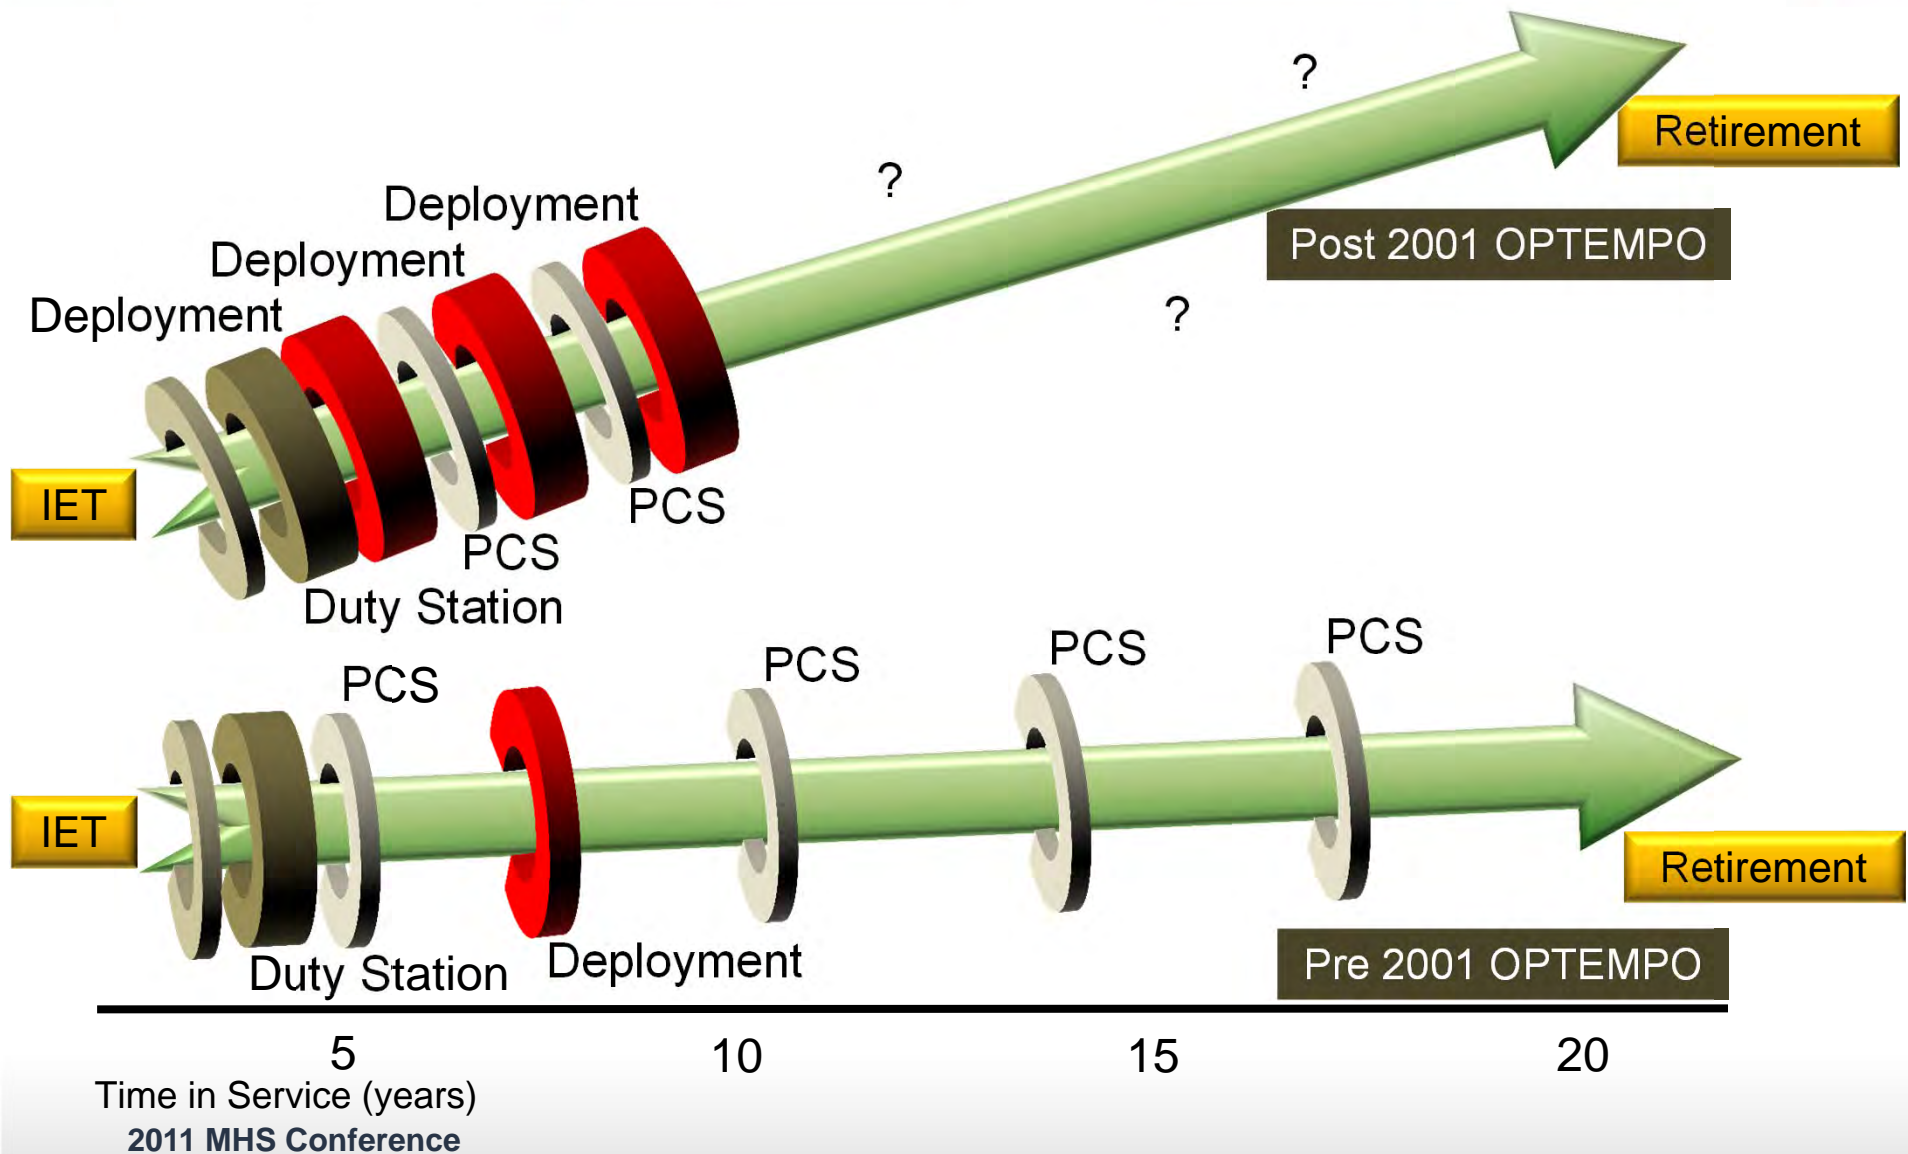 ?
Retirement
?
Deployment
Post 2001 OPTEMPO
Deployment
Deployment
?
IET
PCS
PCS
Duty Station
PCS
PCS
PCS
PCS
IET
Retirement
Duty Station
Deployment
Pre 2001 OPTEMPO
5
10
15
20
Time in Service (years)
2011 MHS Conference